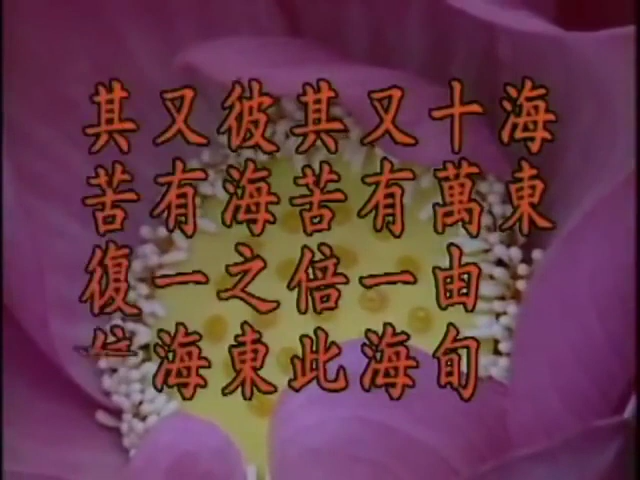 海東
十萬由旬
又有一海
其苦倍此
彼海之東
又有一海
其苦復